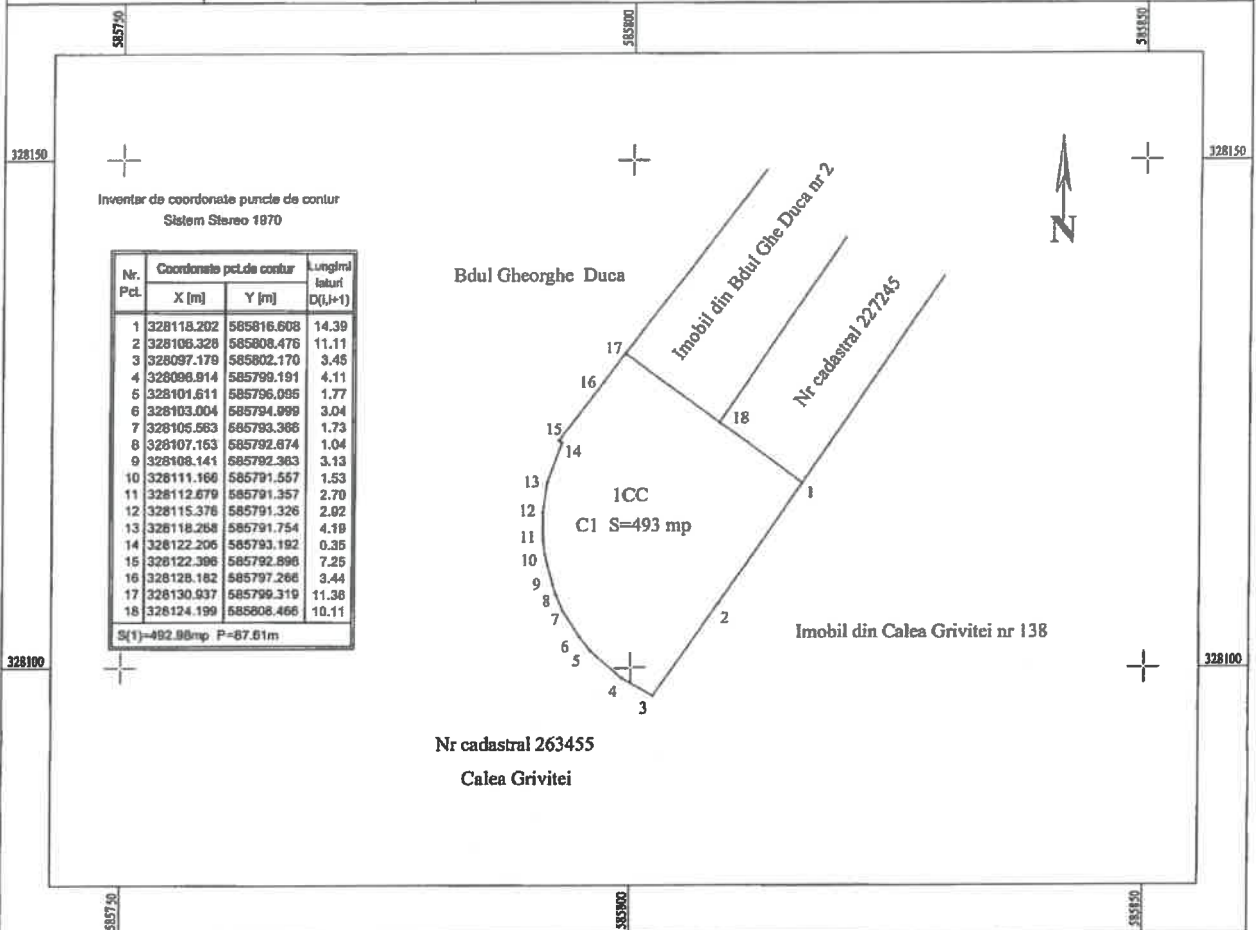 585750 585800 585850
328150 328150
Inventar de coordonate puncte de contur
Sistem Stereo 1970
Nr. Pct. Coordonate pct.de contur Lungimi laturi D(i,i+1)
X [m] Y [m]
1 328118.202 585816.608 14.39
2 328106.328 585808.476 11.11
3 328097.179 585802.170 3.45
4 328098.914 585799.191 4.11
5 328101.611 585796.095 1.77
6 328103.004 585794.999 3.04
7 328105.563 585793.366 1.73
8 328107.153 585792.674 1.04
9 328108.141 585792.363 3.13
10 328111.166 585791.557 1.53
11 328112.679 585791.357 2.70
12 328115.376 585791.326 2.92
13 328118.268 585791.754 4.19
14 328122.206 585793.192 0.35
15 328122.396 585792.896 7.25
16 328128.182 585797.266 3.44
17 328130.937 585799.319 11.36
18 328124.199 585808.466 10.11
S(1)=492.98mp P=87.61m
Bdul Gheorghe Duca
Imobil din Bdul Ghe Duca nr 2
Nr cadastral 227245
N
17
16
18
15
14
13
1
12
11
10
9
8
7
6
5
4
3
2
1CC
C1 S=493 mp
Imobil din Calea Grivitei nr 138
328100 328100
Nr cadastral 263455
Calea Grivitei
585750 585800 585850